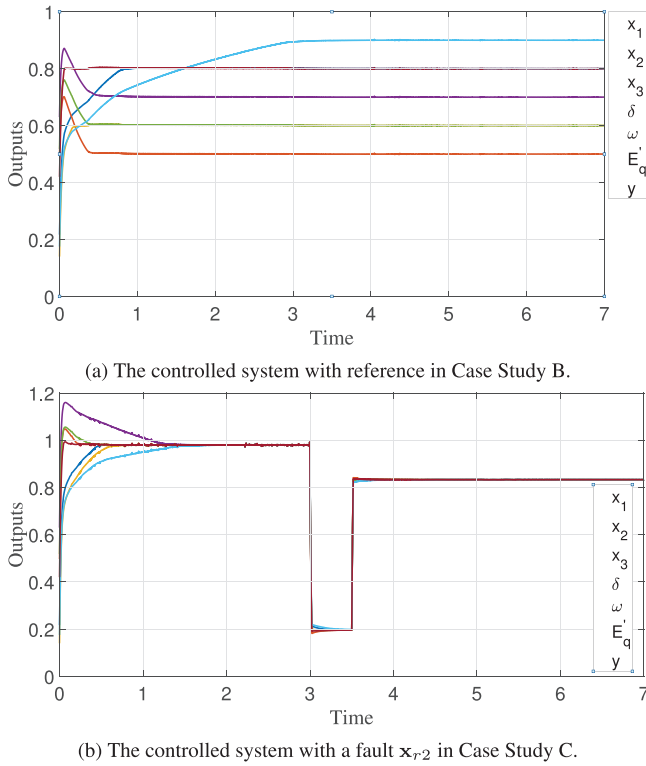 1
0.8
0.6
0.4
0.2
0
Outputs
0 1 2 3 4 5 6 7
Time
x1
x2
x3
δ
ω
E'q
y
(a) The controlled system with reference in Case Study B.
1.2
1
0.8
0.6
0.4
0.2
0
Outputs
0 1 2 3 4 5 6 7
Time
x1
x2
x3
δ
ω
E'q
y
(b) The controlled system with a fault xr2 in Case Study C.